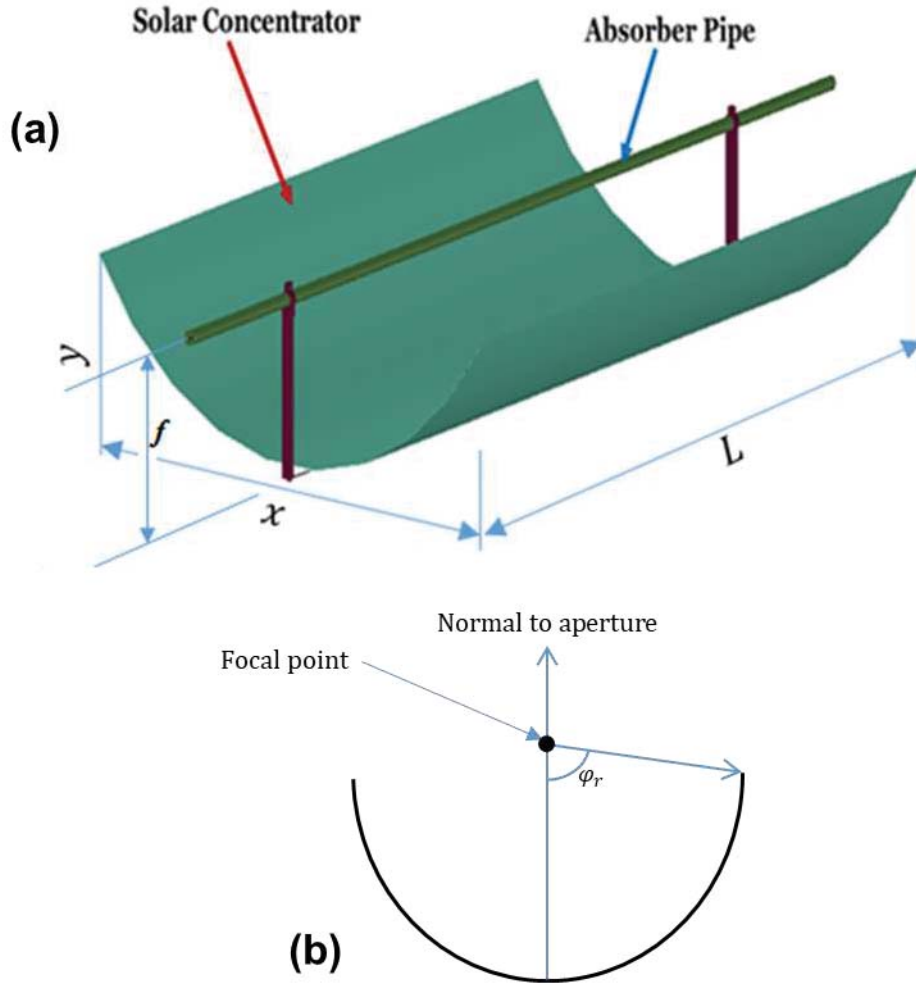 Solar Concentrator
Absorber Pipe
(a)
y
f
x
L
Normal to aperture
Focal point
φr
(b)